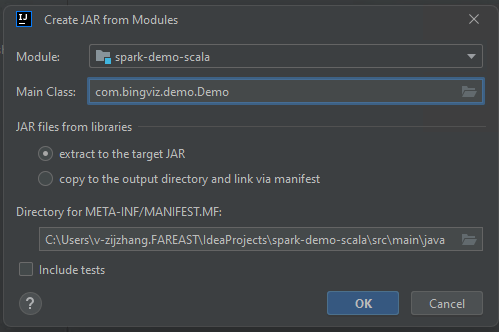 IJ Create JAR from Modules
Module: spark-demo-scala
Main Class: com.bingviz.demo.Demo
JAR files from libraries
extract to the target JAR
copy to the output directory and link via manifest
Directory for META-INF/MANIFEST.MF:
C:\Users\v-zijzhang.FAREAST\IdeaProjects\spark-demo-scala\src\main\java
Include tests
? OK Cancel